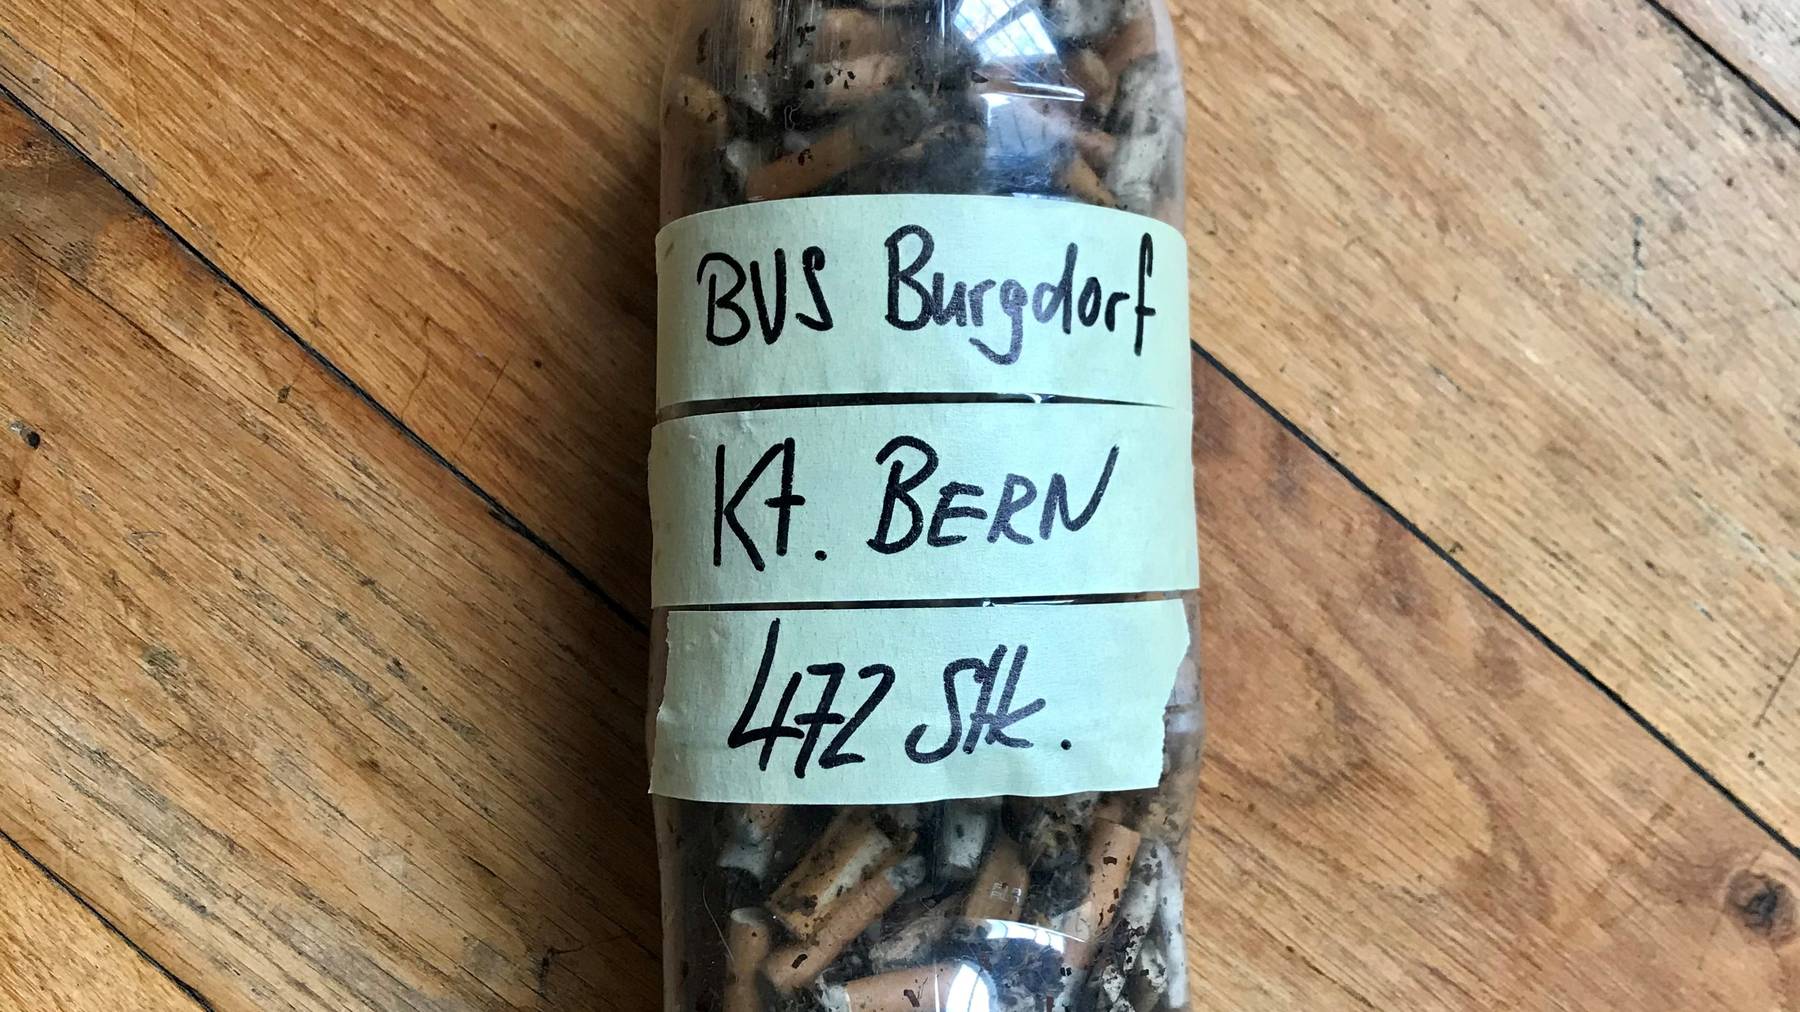 BVS Burgdorf
Kt. BERN
472 Stk.